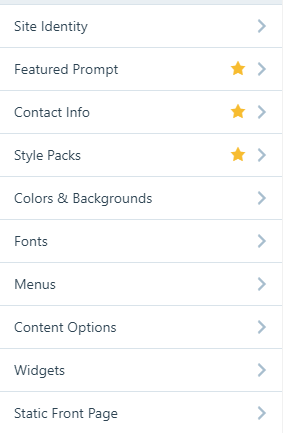 Site Identity
Featured Prompt
Contact Info
Style Packs
Colors & Backgrounds
Fonts
Menus
Content Options
Widgets
Static Front Page